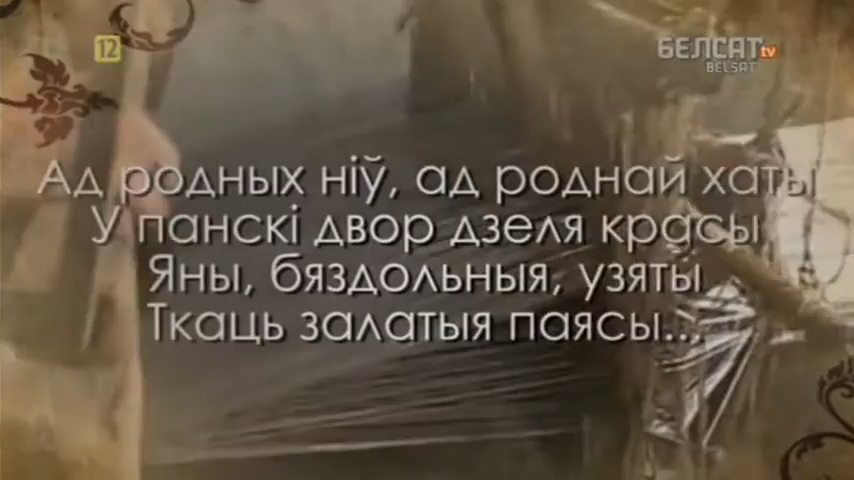 12
БЕЛСАТ tv
BELSAT
Ад родных ніў, ад роднай хаты
У панскі двор дзеля красы
Яны, бяздольныя, узяты
Ткаць залатыя паясы...